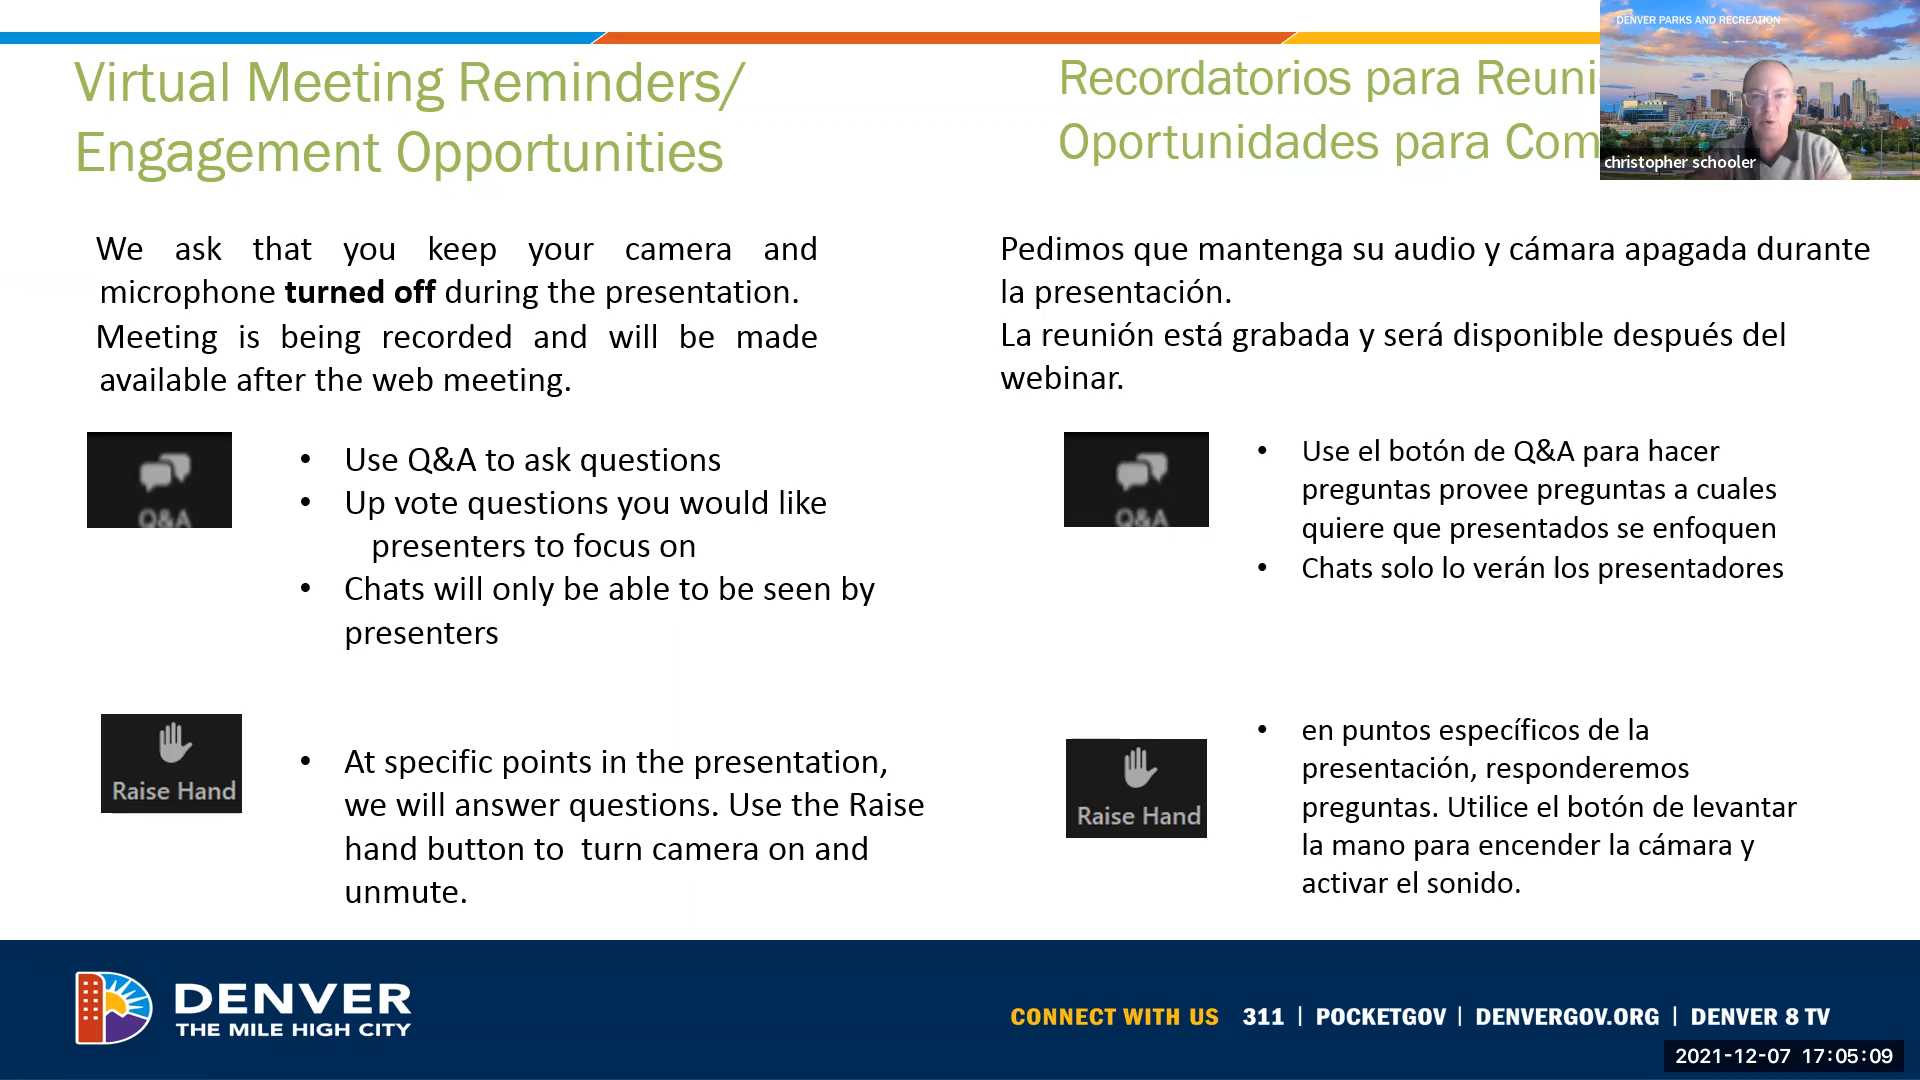 DENVER PARKS AND RECREATION
christopher schooler
Virtual Meeting Reminders/
Engagement Opportunities
We ask that you keep your camera and
microphone turned off during the presentation.
Meeting is being recorded and will be made
available after the web meeting.
Q&A
• Use Q&A to ask questions
• Up vote questions you would like
presenters to focus on
• Chats will only be able to be seen by
presenters
Raise Hand
• At specific points in the presentation,
we will answer questions. Use the Raise
hand button to turn camera on and
unmute.
Recordatorios para Reuni
Oportunidades para Com
Pedimos que mantenga su audio y cámara apagada durante
la presentación.
La reunión está grabada y será disponible después del
webinar.
Q&A
• Use el botón de Q&A para hacer
preguntas provee preguntas a cuales
quiere que presentados se enfoquen
• Chats solo lo verán los presentadores
Raise Hand
• en puntos específicos de la
presentación, responderemos
preguntas. Utilice el botón de levantar
la mano para encender la cámara y
activar el sonido.
DENVER
THE MILE HIGH CITY
CONNECT WITH US 311 | POCKETGOV | DENVERGOV.ORG | DENVER 8 TV
2021-12-07 17:05:09